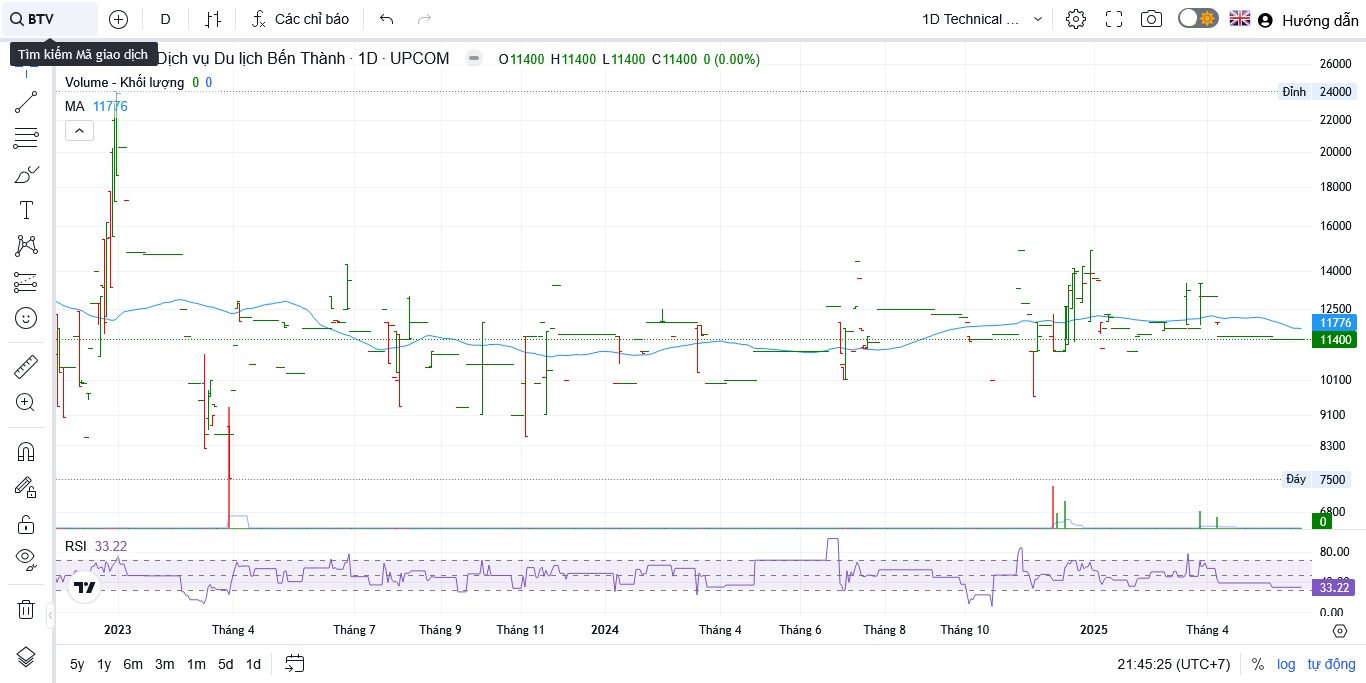 BTV
D
Các chỉ báo
1D Technical ...
Hướng dẫn
Tìm kiếm Mã giao dịch
Dịch vụ Du lịch Bến Thành · 1D · UPCOM
O11400 H11400 L11400 C11400 0 (0.00%)
Volume - Khối lượng 0 0
MA 11776
26000
Đỉnh 24000
22000
20000
18000
16000
14000
12500
11776
11400
10100
9100
8300
Đáy 7500
6800
0
RSI 33.22
80.00
33.22
0.00
2023 Tháng 4 Tháng 7 Tháng 9 Tháng 11 2024 Tháng 4 Tháng 6 Tháng 8 Tháng 10 2025 Tháng 4
5y 1y 6m 3m 1m 5d 1d
21:45:25 (UTC+7) % log tự động